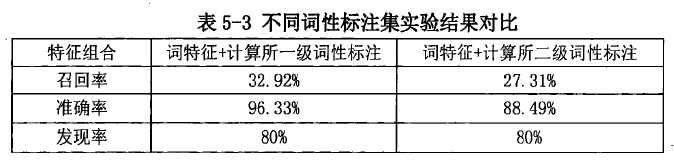 表 5-3 不同词性标注集实验结果对比
特征组合 词特征+计算所一级词性标注 词特征+计算所二级词性标注
召回率 32.92% 27.31%
准确率 96.33% 88.49%
发现率 80% 80%